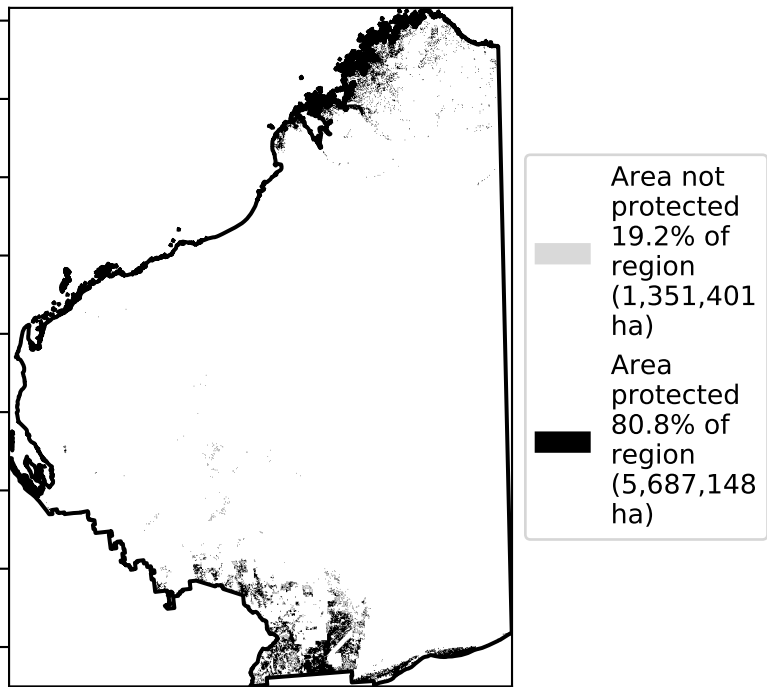 Area not
protected
19.2% of
region
(1,351,401
ha)
Area
protected
80.8% of
region
(5,687,148
ha)